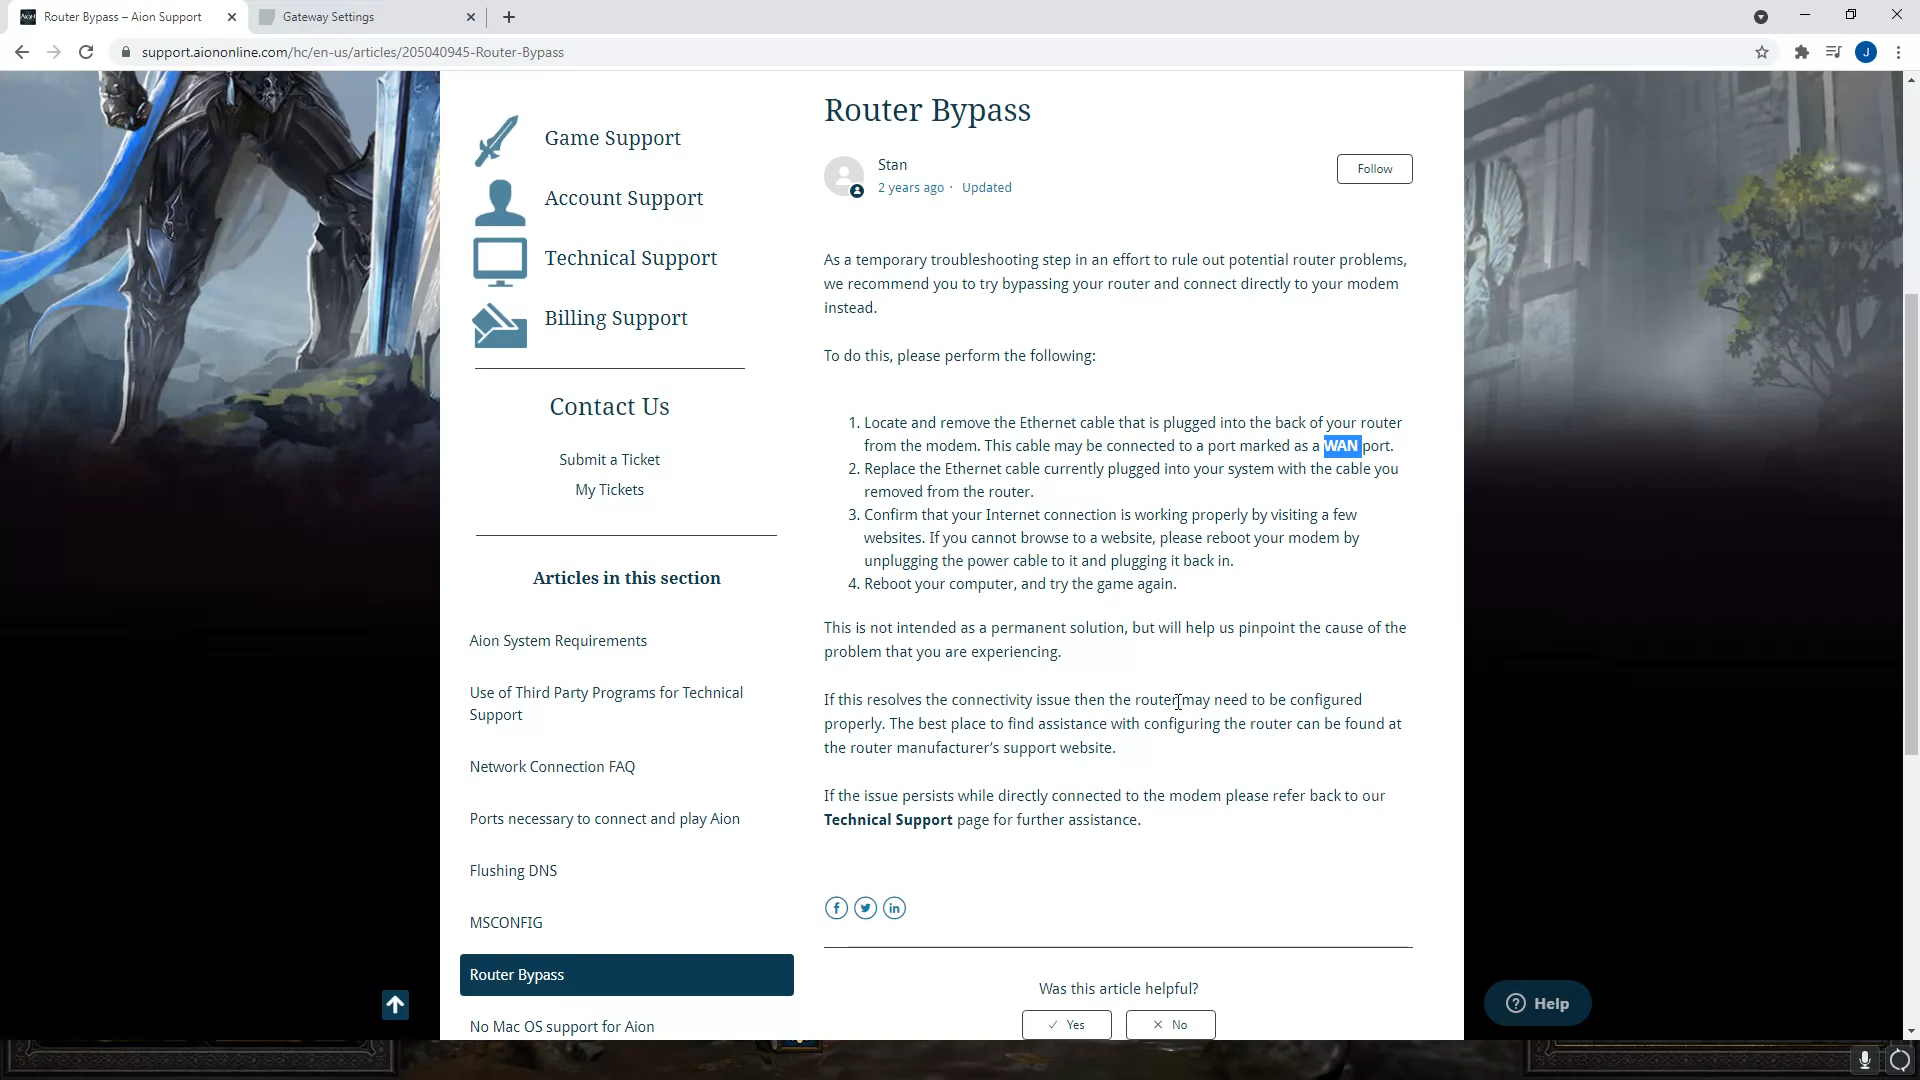 Router Bypass – Aion Support
Gateway Settings
support.aiononline.com/hc/en-us/articles/205040945-Router-Bypass
J
Game Support
Account Support
Technical Support
Billing Support
Contact Us
Submit a Ticket
My Tickets
Articles in this section
Aion System Requirements
Use of Third Party Programs for Technical
Support
Network Connection FAQ
Ports necessary to connect and play Aion
Flushing DNS
MSCONFIG
Router Bypass
No Mac OS support for Aion
Router Bypass
Stan
2 years ago · Updated
Follow
As a temporary troubleshooting step in an effort to rule out potential router problems,
we recommend you to try bypassing your router and connect directly to your modem
instead.
To do this, please perform the following:
1. Locate and remove the Ethernet cable that is plugged into the back of your router
from the modem. This cable may be connected to a port marked as a WAN port.
2. Replace the Ethernet cable currently plugged into your system with the cable you
removed from the router.
3. Confirm that your Internet connection is working properly by visiting a few
websites. If you cannot browse to a website, please reboot your modem by
unplugging the power cable to it and plugging it back in.
4. Reboot your computer, and try the game again.
This is not intended as a permanent solution, but will help us pinpoint the cause of the
problem that you are experiencing.
If this resolves the connectivity issue then the router may need to be configured
properly. The best place to find assistance with configuring the router can be found at
the router manufacturer’s support website.
If the issue persists while directly connected to the modem please refer back to our
Technical Support page for further assistance.
Was this article helpful?
Yes
No
Help